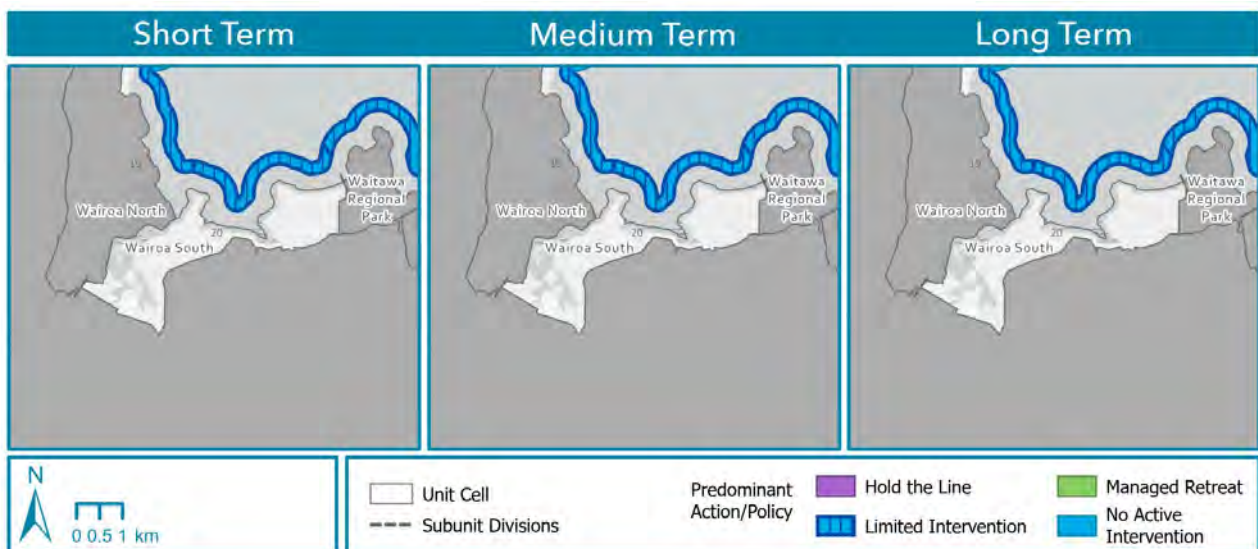 Short Term
Medium Term
Long Term
19
Wairoa North
Waitawa
Regional
Park
20
Wairoa South
19
Wairoa North
Waitawa
Regional
Park
20
Wairoa South
19
Wairoa North
Waitawa
Regional
Park
20
Wairoa South
N
0 0.5 1 km
Unit Cell
Subunit Divisions
Predominant
Action/Policy
Hold the Line
Limited Intervention
Managed Retreat
No Active
Intervention